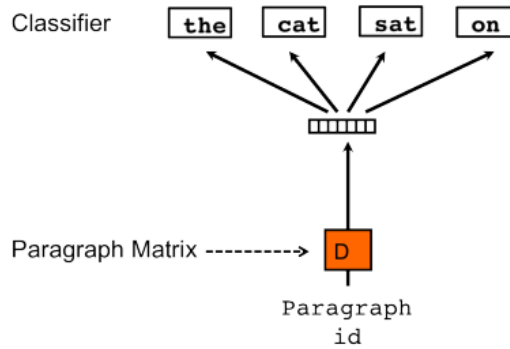 Classifier the cat sat on
Paragraph Matrix D
Paragraph
id